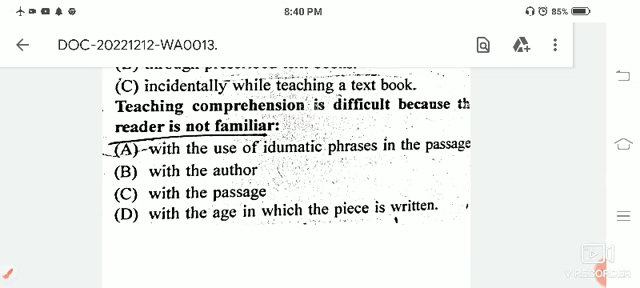 8:40 PM
85%
DOC-20221212-WA0013.
(C) incidentally while teaching a text book.
Teaching comprehension is difficult because th
reader is not familiar:
(A) with the use of idumatic phrases in the passage
(B) with the author
(C) with the passage
(D) with the age in which the piece is written.
RECORDER